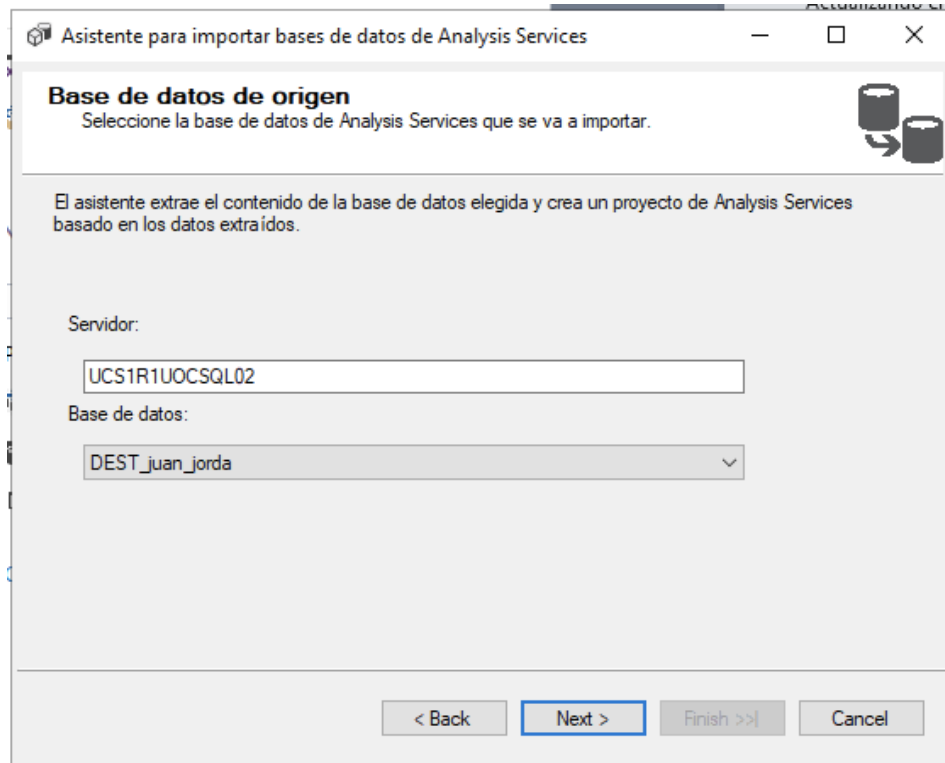 Asistente para importar bases de datos de Analysis Services
Base de datos de origen
Seleccione la base de datos de Analysis Services que se va a importar.
El asistente extrae el contenido de la base de datos elegida y crea un proyecto de Analysis Services
basado en los datos extraídos.
Servidor:
UCS1R1UOCSQL02
Base de datos:
DEST_juan_jorda
< Back
Next >
Finish >>|
Cancel